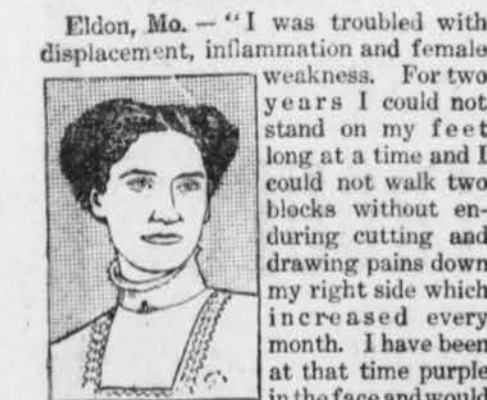 Eldon, Mo. — "I was troubled with
displacement, inflammation and female
weakness. For two
years I could not
stand on my feet
long at a time and I
could not walk two
blocks without en-
during cutting and
drawing pains down
my right side which
increased every
month. I have been
at that time purple
in the face and would